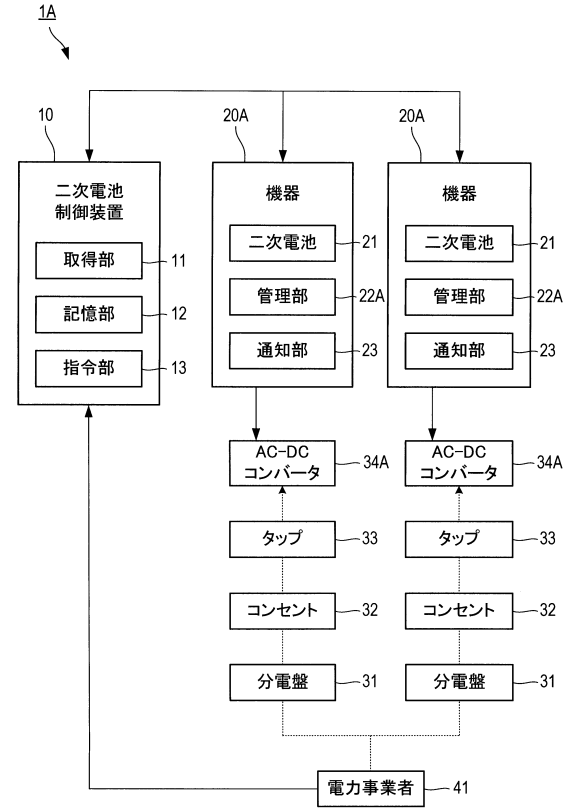 1A
10
二次電池
制御装置
取得部
11
記憶部
12
指令部
13
20A
機器
二次電池
21
管理部
22A
通知部
23
20A
機器
二次電池
21
管理部
22A
通知部
23
AC-DC
コンバータ
34A
タップ
33
コンセント
32
分電盤
31
AC-DC
コンバータ
34A
タップ
33
コンセント
32
分電盤
31
電力事業者
41